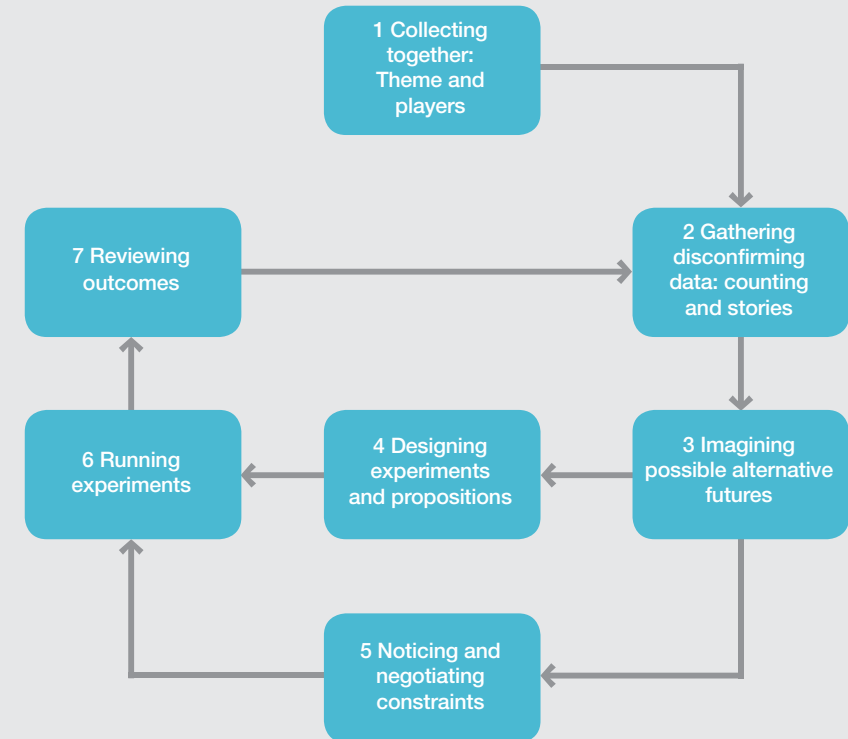 1 Collecting
together:
Theme and
players
2 Gathering
disconfirming
data: counting
and stories
3 Imagining
possible alternative
futures
4 Designing
experiments
and propositions
5 Noticing and
negotiating
constraints
6 Running
experiments
7 Reviewing
outcomes